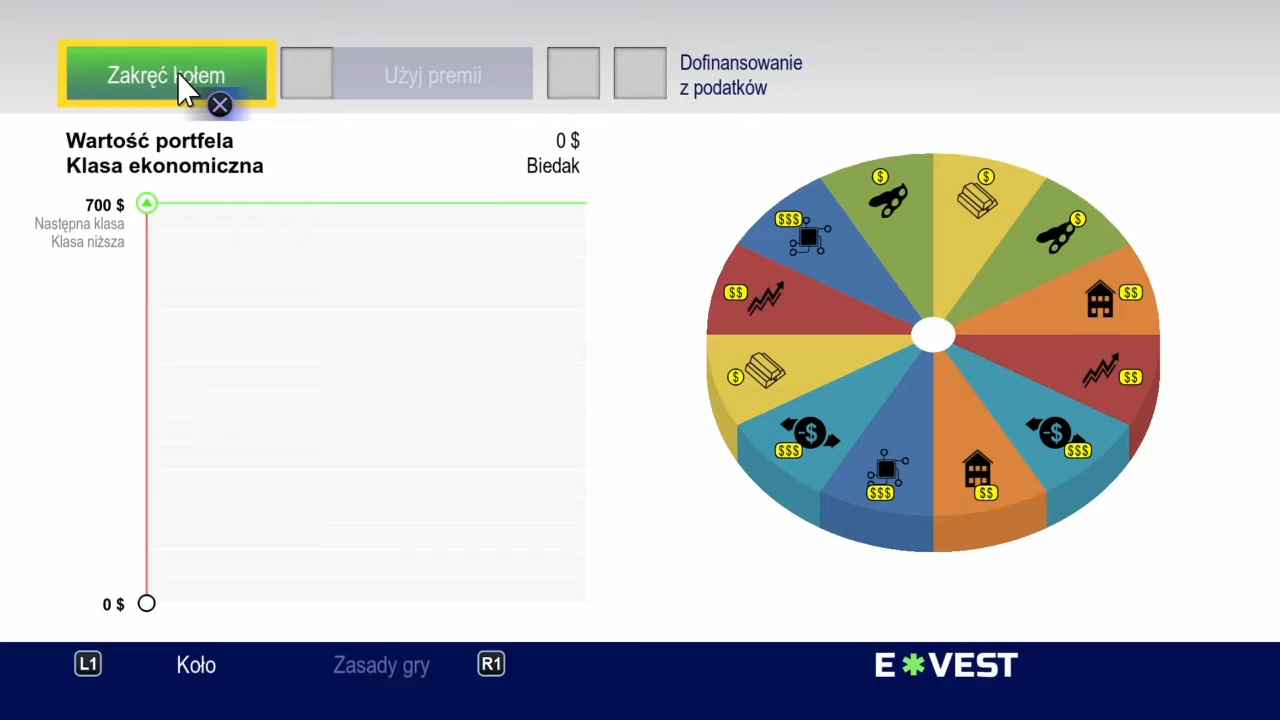 Zakręć kołem
Użyj premii
Dofinansowanie
z podatków
Wartość portfela 0 $
Klasa ekonomiczna Biedak
700 $
Następna klasa
Klasa niższa
0 $
$
$
$$$
$
$$
$$
$
$$
-$
$$$
-$
$$$
$$$
$$
L1
Koło
Zasady gry
R1
E*VEST